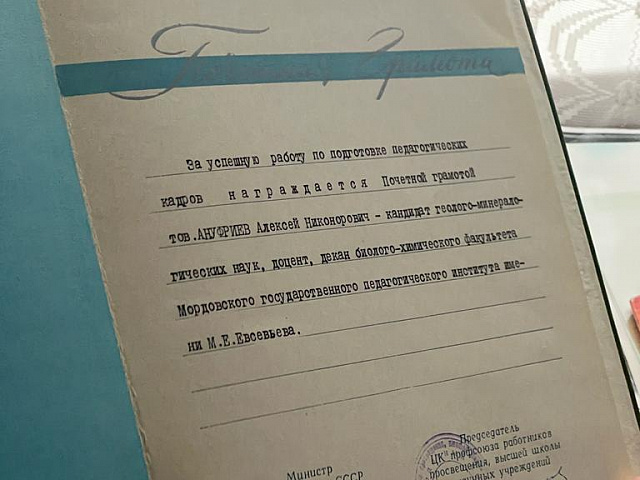 Почетная Грамота
За успешную работу по подготовке педагогических
кадров награждается Почетной грамотой
тов.АНУФРИЕВ Алексей Никонорович - кандидат геолого-минерало-
гических наук, доцент, декан биолого-химического факультета
Мордовского государственного педагогического института име-
ни М.Е.Евсевьева.
Министр
СССР
Председатель
ЦК профсоюза работников
просвещения, высшей школы
учреждений